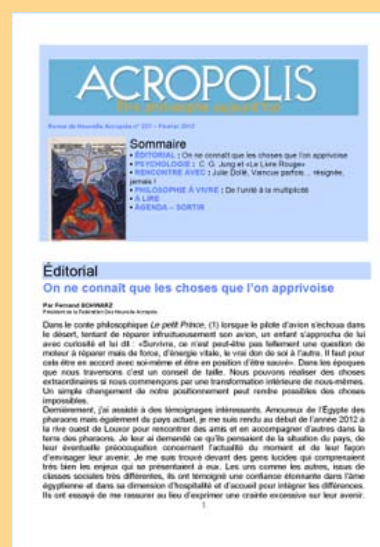 ACROPOLIS
Être philosophe aujourd'hui
Revue de Nouvelle Acropole n° 227 – Février 2012
Sommaire
• ÉDITORIAL : On ne connaît que les choses que l'on apprivoise
• PSYCHOLOGIE : C. G. Jung et «Le Livre Rouge»
• RENCONTRE AVEC : Julie Dollé, Vaincue parfois... résignée,
jamais !
• PHILOSOPHIE À VIVRE : De l'unité à la multiplicité
• À LIRE
• AGENDA – SORTIR
Éditorial
On ne connaît que les choses que l'on apprivoise
Par Fernand SCHWARZ
Président de la Fédération Des Nouvelle Acropole
Dans le conte philosophique Le petit Prince, (1) lorsque le pilote d'avion s'échoua dans
le désert, tentant de réparer infructueusement son avion, un enfant s'approcha de lui
avec curiosité et lui dit : «Survivre, ce n'est peut-être pas tellement une question de
moteur à réparer mais de force, d'énergie vitale, le vrai don de soi à l'autre. Il faut pour
cela être en accord avec soi-même et être en position d'être sauvé». Dans les époques
que nous traversons c'est un conseil de taille. Nous pouvons réaliser des choses
extraordinaires si nous commençons par une transformation intérieure de nous-mêmes.
Un simple changement de notre positionnement peut rendre possibles des choses
impossibles.
Dernièrement, j'ai assisté à des témoignages intéressants. Amoureux de l'Égypte des
pharaons mais également du pays actuel, je me suis rendu au début de l'année 2012 à
la rive ouest de Louxor pour rencontrer des amis et en accompagner d'autres dans la
terre des pharaons. Je leur ai demandé ce qu'ils pensaient de la situation du pays, de
leur éventuelle préoccupation concernant l'actualité du moment et de leur façon
d'envisager leur avenir. Je me suis trouvé devant des gens lucides qui comprenaient
très bien les enjeux qui se présentaient à eux. Les uns comme les autres, issus de
classes sociales très différentes, ils ont témoigné une confiance étonnante dans l'âme
égyptienne et dans sa dimension d'hospitalité et d'accueil pour intégrer les différences.
Ils ont essayé de me rassurer au lieu d'exprimer une crainte excessive sur leur avenir.
1